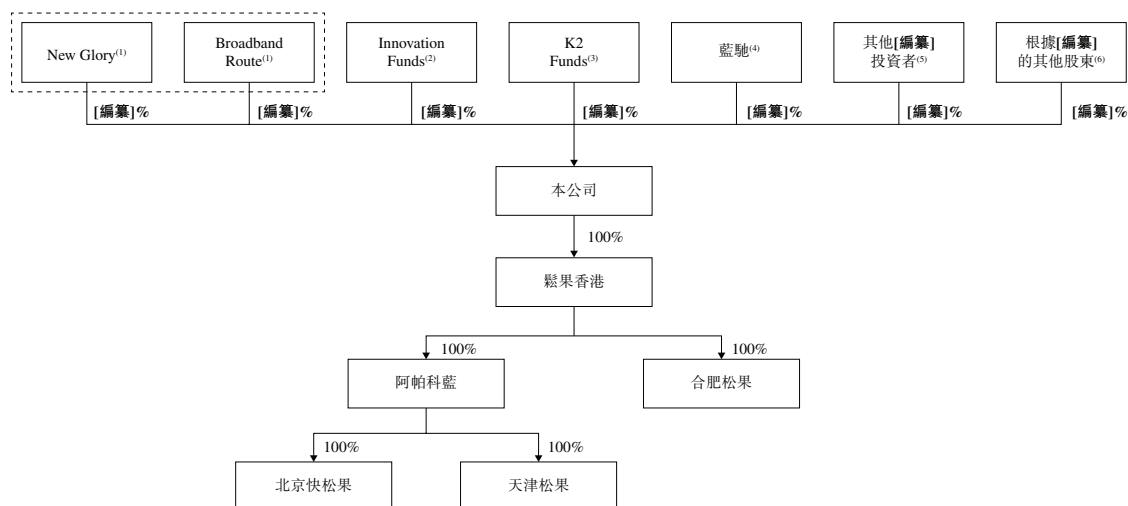 New Glory(1)
Broadband
Route(1)
Innovation
Funds(2)
K2
Funds(3)
藍馳(4)
其他[編纂]
投資者(5)
根據[編纂]
的其他股東(6)
[編纂]%
[編纂]%
[編纂]%
[編纂]%
[編纂]%
[編纂]%
[編纂]%
本公司
100%
鬆果香港
100%
100%
阿帕科藍
合肥松果
100%
100%
北京快松果
天津松果